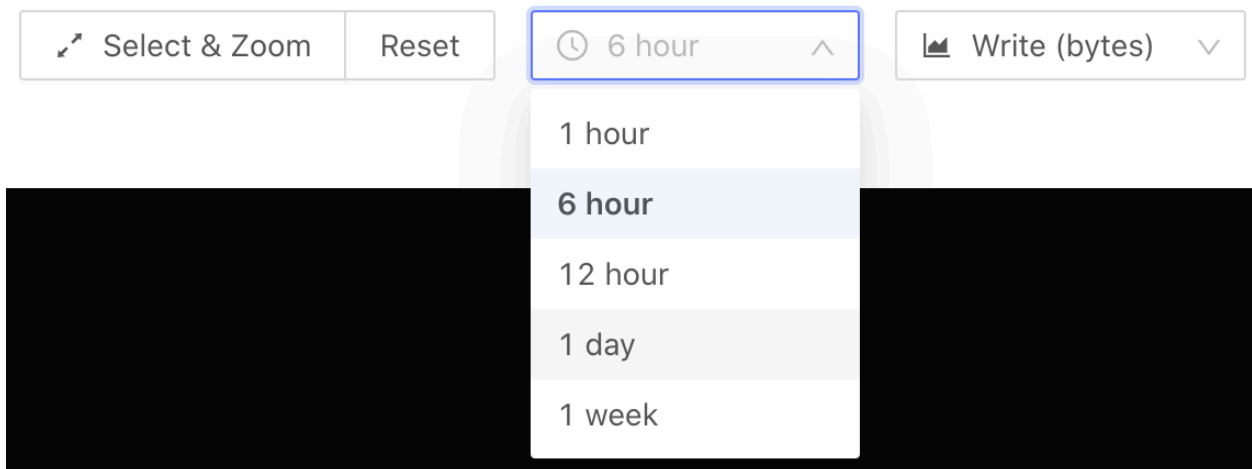 Select & Zoom Reset 6 hour Write (bytes)
1 hour
6 hour
12 hour
1 day
1 week